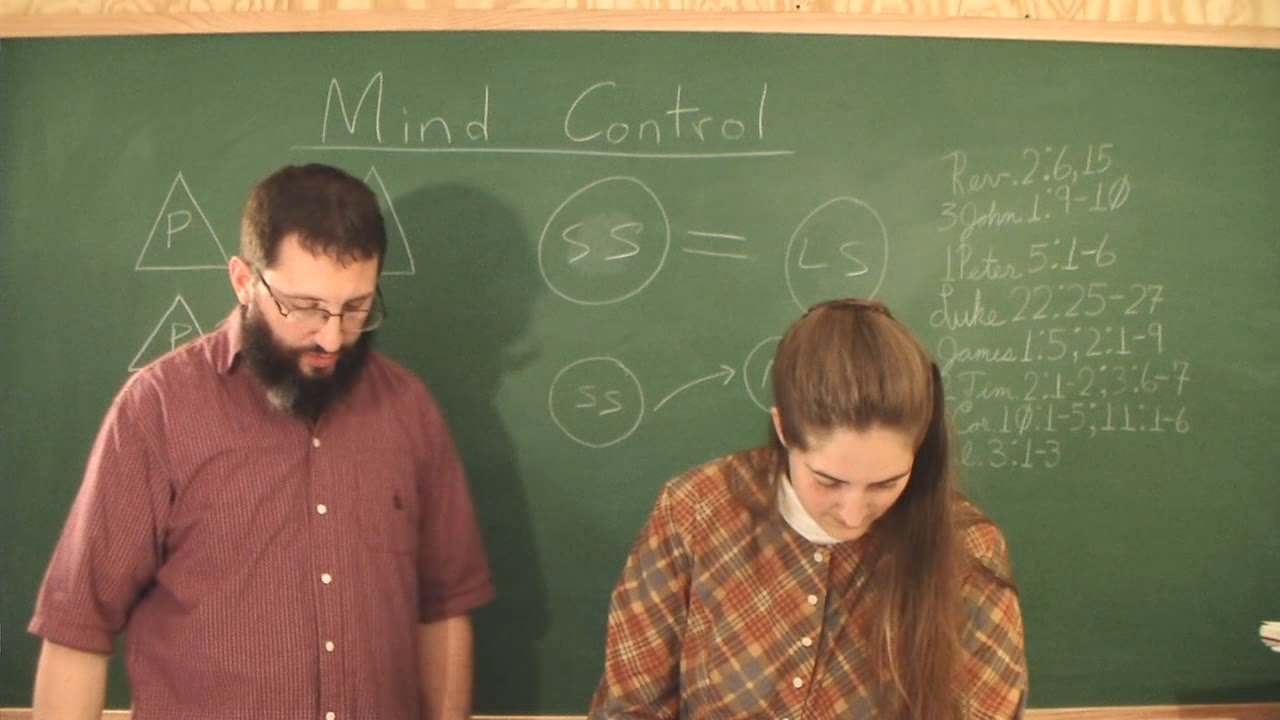 Mind Control
P
SS = LS
P
SS
Rev. 2:6,15
3 John 1:9-10
1 Peter 5:1-6
Luke 22:25-27
James 1:5; 2:1-9
Tim. 2:1-2; 3:6-7
Cor. 10:1-5; 11:1-6
3:1-3